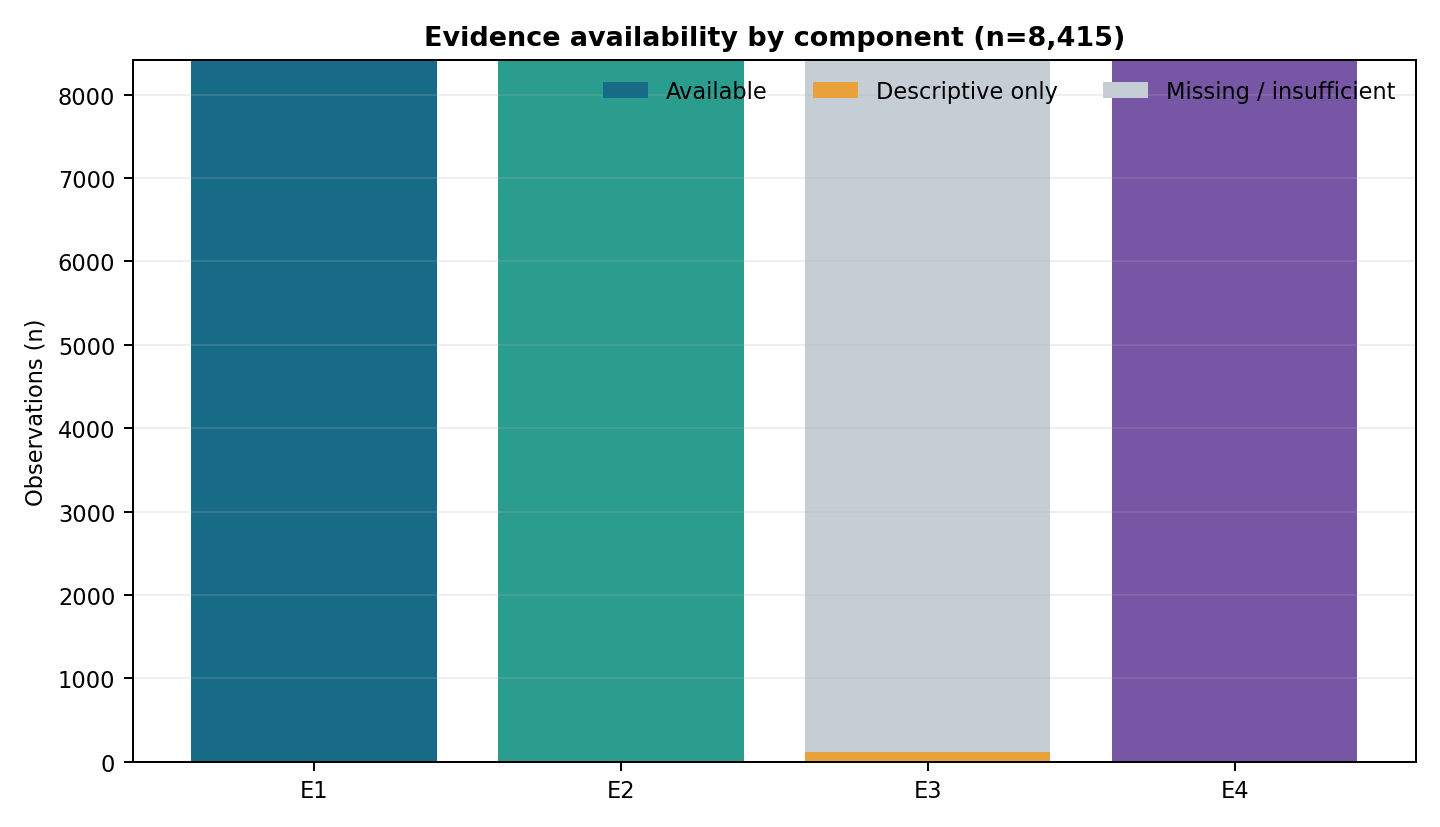 Evidence availability by component (n=8,415)
Available
Descriptive only
Missing / insufficient
Observations (n)
8000
7000
6000
5000
4000
3000
2000
1000
0
E1
E2
E3
E4